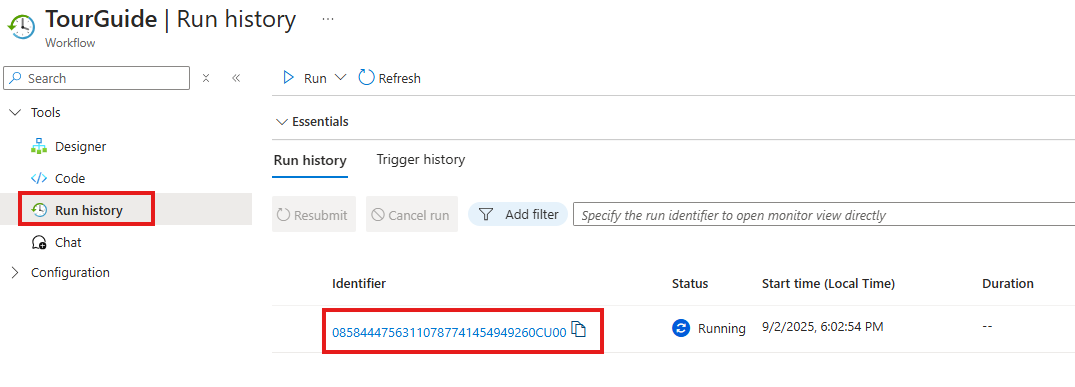 TourGuide | Run history ...
Workflow
Search
Tools
Designer
Code
Run history
Chat
Configuration
Run
Refresh
Essentials
Run history Trigger history
Resubmit Cancel run Add filter Specify the run identifier to open monitor view directly
Identifier Status Start time (Local Time) Duration
08584447563110787741454949260CU00 Running 9/2/2025, 6:02:54 PM --